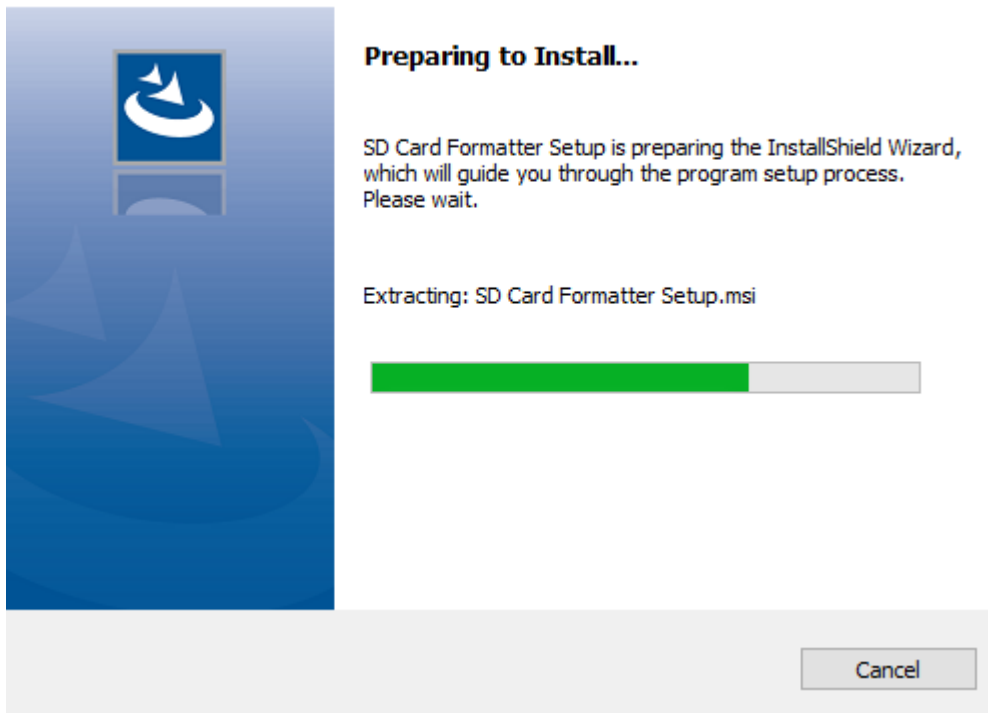 Preparing to Install...
SD Card Formatter Setup is preparing the InstallShield Wizard,
which will guide you through the program setup process.
Please wait.
Extracting: SD Card Formatter Setup.msi
Cancel